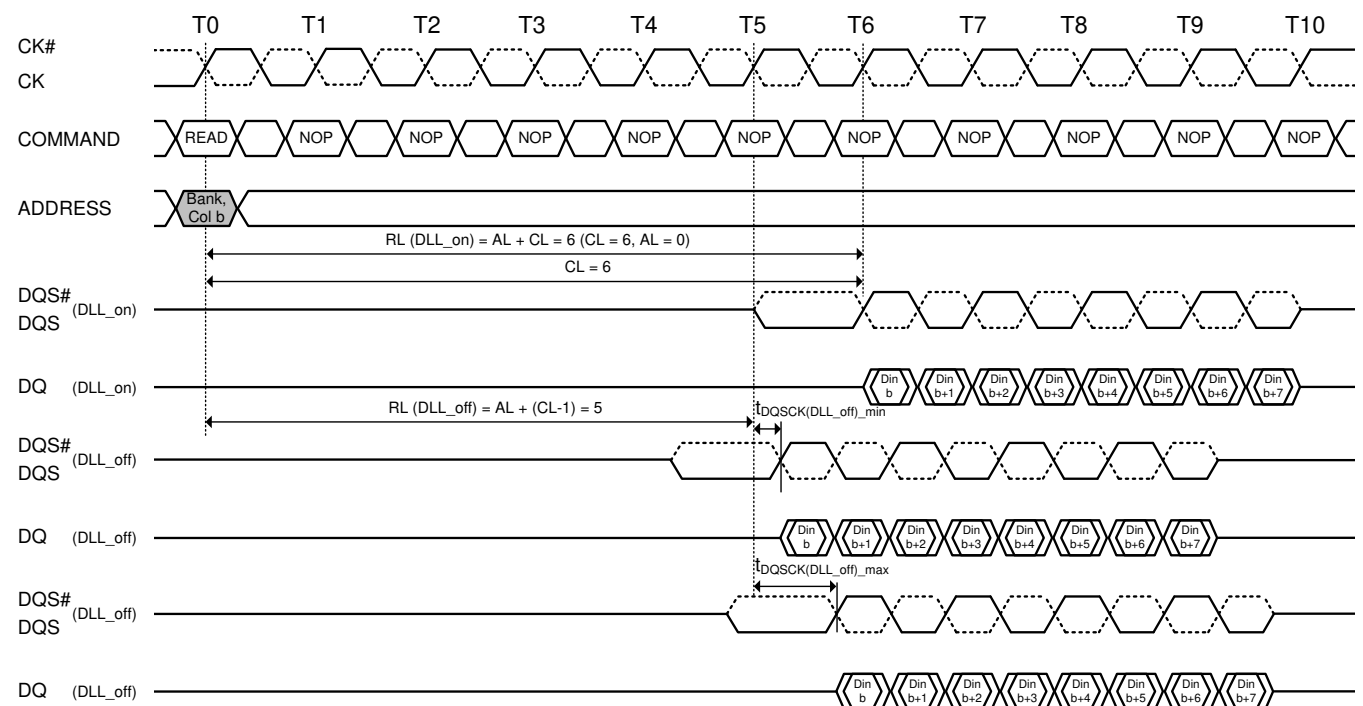 T0 T1 T2 T3 T4 T5 T6 T7 T8 T9 T10
CK#
CK
COMMAND READ NOP NOP NOP NOP NOP NOP NOP NOP NOP NOP
ADDRESS
Bank,
Col b
RL (DLL_on) = AL + CL = 6 (CL = 6, AL = 0)
CL = 6
DQS#
(DLL_on)
DQS
DQ (DLL_on)
Din Din Din Din Din Din Din Din
b b+1 b+2 b+3 b+4 b+5 b+6 b+7
RL (DLL_off) = AL + (CL-1) = 5
tDQSCK(DLL_off)_min
DQS#
(DLL_off)
DQS
DQ (DLL_off)
Din Din Din Din Din Din Din Din
b b+1 b+2 b+3 b+4 b+5 b+6 b+7
tDQSCK(DLL_off)_max
DQS#
(DLL_off)
DQS
DQ (DLL_off)
Din Din Din Din Din Din Din Din
b b+1 b+2 b+3 b+4 b+5 b+6 b+7